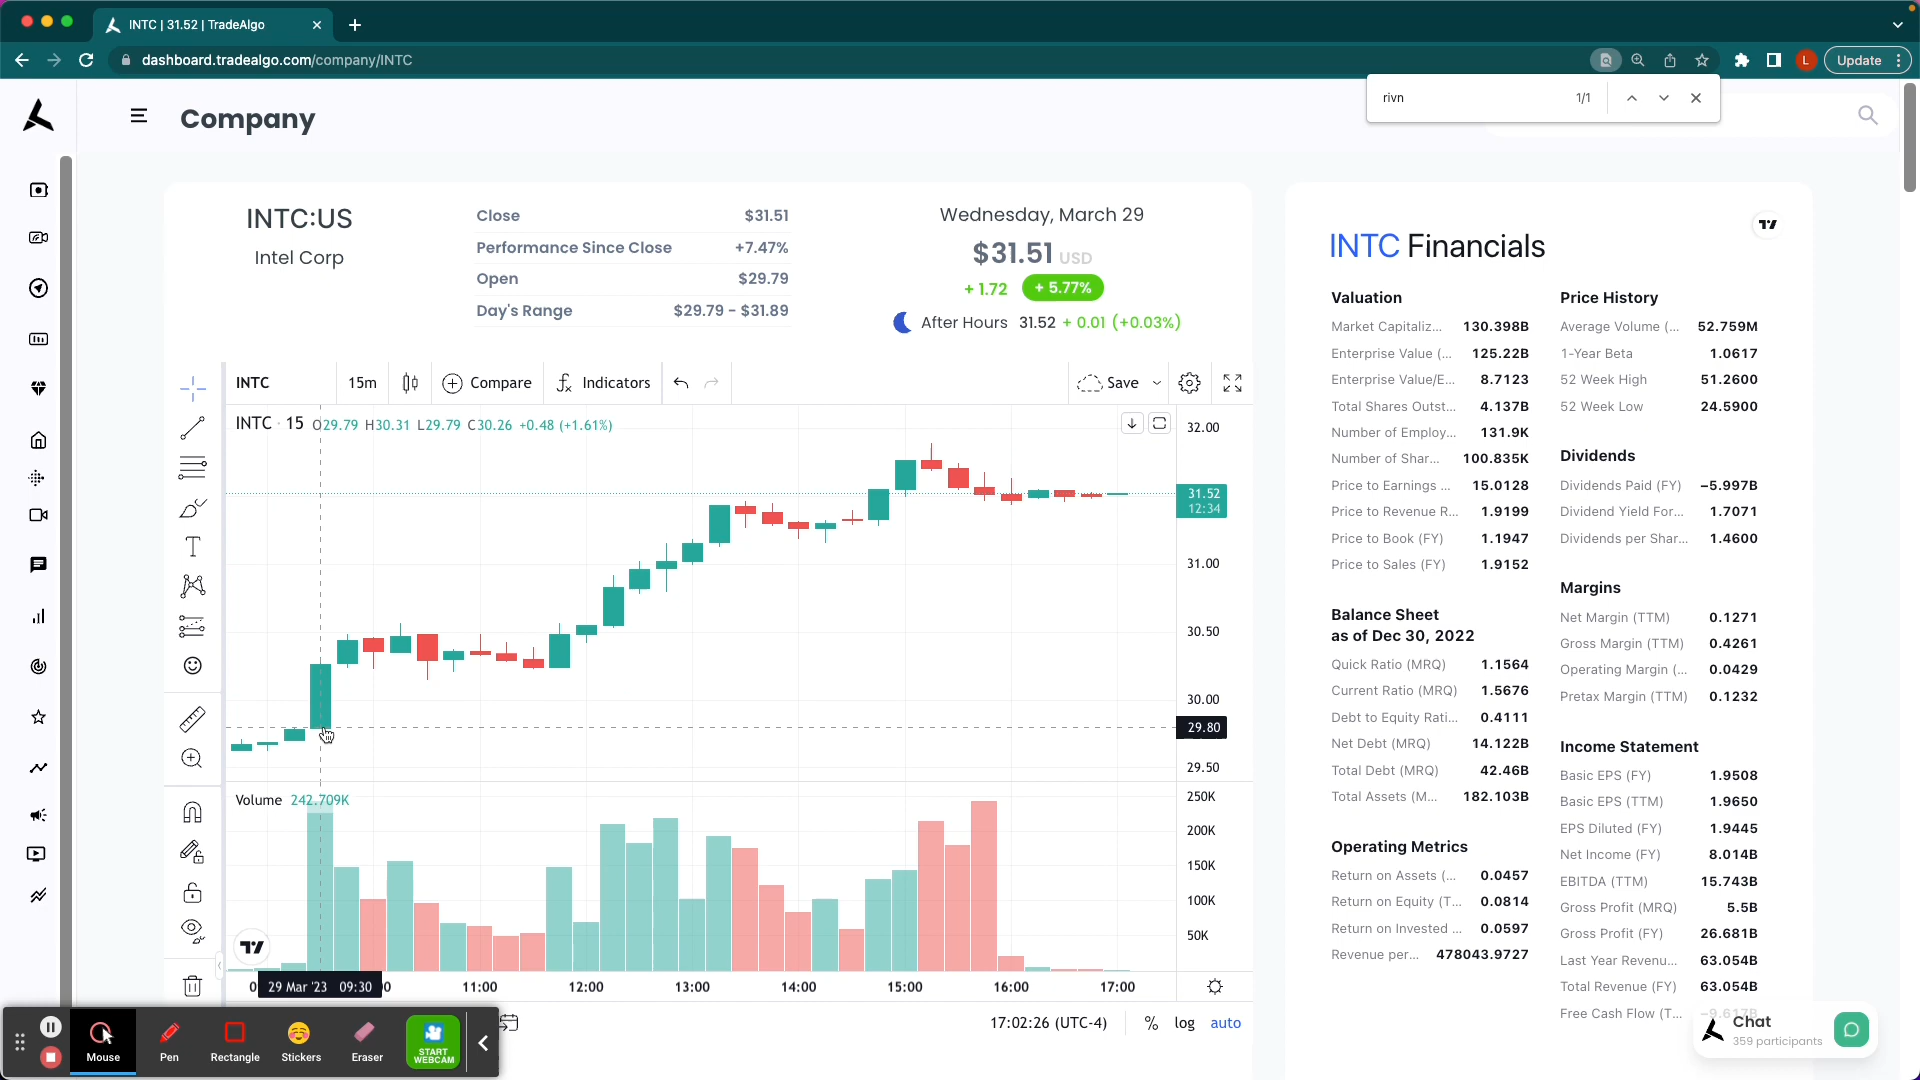 INTC | 31.52 | TradeAlgo
dashboard.tradealgo.com/company/INTC
L
Update
rivn
1/1
Company
INTC:US
Intel Corp
Close $31.51
Performance Since Close +7.47%
Open $29.79
Day's Range $29.79 - $31.89
Wednesday, March 29
$31.51 USD
+ 1.72 + 5.77%
After Hours 31.52 + 0.01 (+0.03%)
INTC 15m Compare Indicators Save
INTC · 15 O29.79 H30.31 L29.79 C30.26 +0.48 (+1.61%)
32.00
31.52
12:34
31.00
30.50
30.00
29.80
29.50
Volume 242.709K
250K
200K
150K
100K
50K
29 Mar '23 09:30
11:00 12:00 13:00 14:00 15:00 16:00 17:00
17:02:26 (UTC-4) % log auto
INTC Financials
Valuation
Market Capitaliz... 130.398B
Enterprise Value (... 125.22B
Enterprise Value/E... 8.7123
Total Shares Outst... 4.137B
Number of Employ... 131.9K
Number of Shar... 100.835K
Price to Earnings ... 15.0128
Price to Revenue R... 1.9199
Price to Book (FY) 1.1947
Price to Sales (FY) 1.9152
Balance Sheet
as of Dec 30, 2022
Quick Ratio (MRQ) 1.1564
Current Ratio (MRQ) 1.5676
Debt to Equity Rati... 0.4111
Net Debt (MRQ) 14.122B
Total Debt (MRQ) 42.46B
Total Assets (M... 182.103B
Operating Metrics
Return on Assets (... 0.0457
Return on Equity (T... 0.0814
Return on Invested ... 0.0597
Revenue per... 478043.9727
Price History
Average Volume (... 52.759M
1-Year Beta 1.0617
52 Week High 51.2600
52 Week Low 24.5900
Dividends
Dividends Paid (FY) −5.997B
Dividend Yield For... 1.7071
Dividends per Shar... 1.4600
Margins
Net Margin (TTM) 0.1271
Gross Margin (TTM) 0.4261
Operating Margin (... 0.0429
Pretax Margin (TTM) 0.1232
Income Statement
Basic EPS (FY) 1.9508
Basic EPS (TTM) 1.9650
EPS Diluted (FY) 1.9445
Net Income (FY) 8.014B
EBITDA (TTM) 15.743B
Gross Profit (MRQ) 5.5B
Gross Profit (FY) 26.681B
Last Year Revenu... 63.054B
Total Revenue (FY) 63.054B
Free Cash Flow (T... −9.617B
Chat
359 participants
Mouse
Pen
Rectangle
Stickers
Eraser
START
WEBCAM